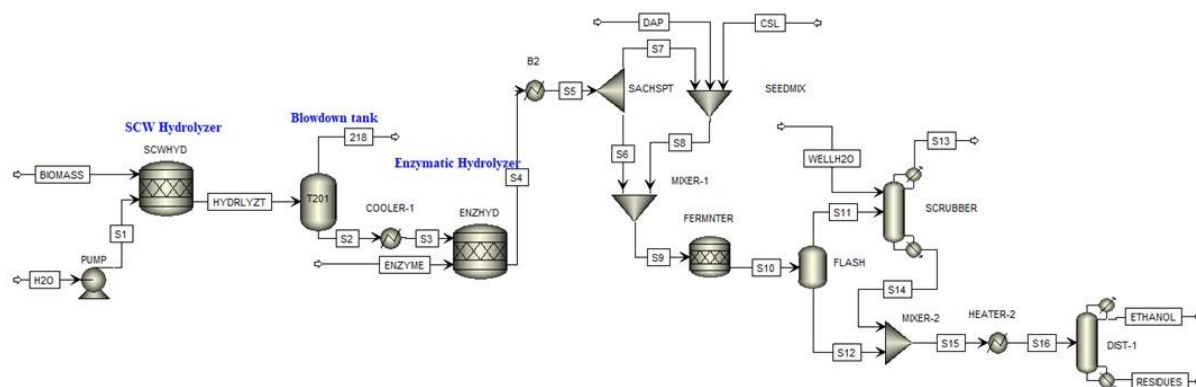 DAP
CSL
S7
B2
S5
SACHSPT
SEEDMIX
SCW Hydrolyzer
SCWHYD
Blowdown tank
218
Enzymatic Hydrolyzer
S4
S6
S8
WELLH2O
S13
BIOMASS
HYDRLYZT
T201
COOLER-1
ENZHYD
MIXER-1
FERMNTER
S11
SCRUBBER
S1
S2
S3
PUMP
ENZYME
S9
S10
FLASH
H2O
S14
MIXER-2
HEATER-2
ETHANOL
S12
S15
S16
DIST-1
RESIDUES